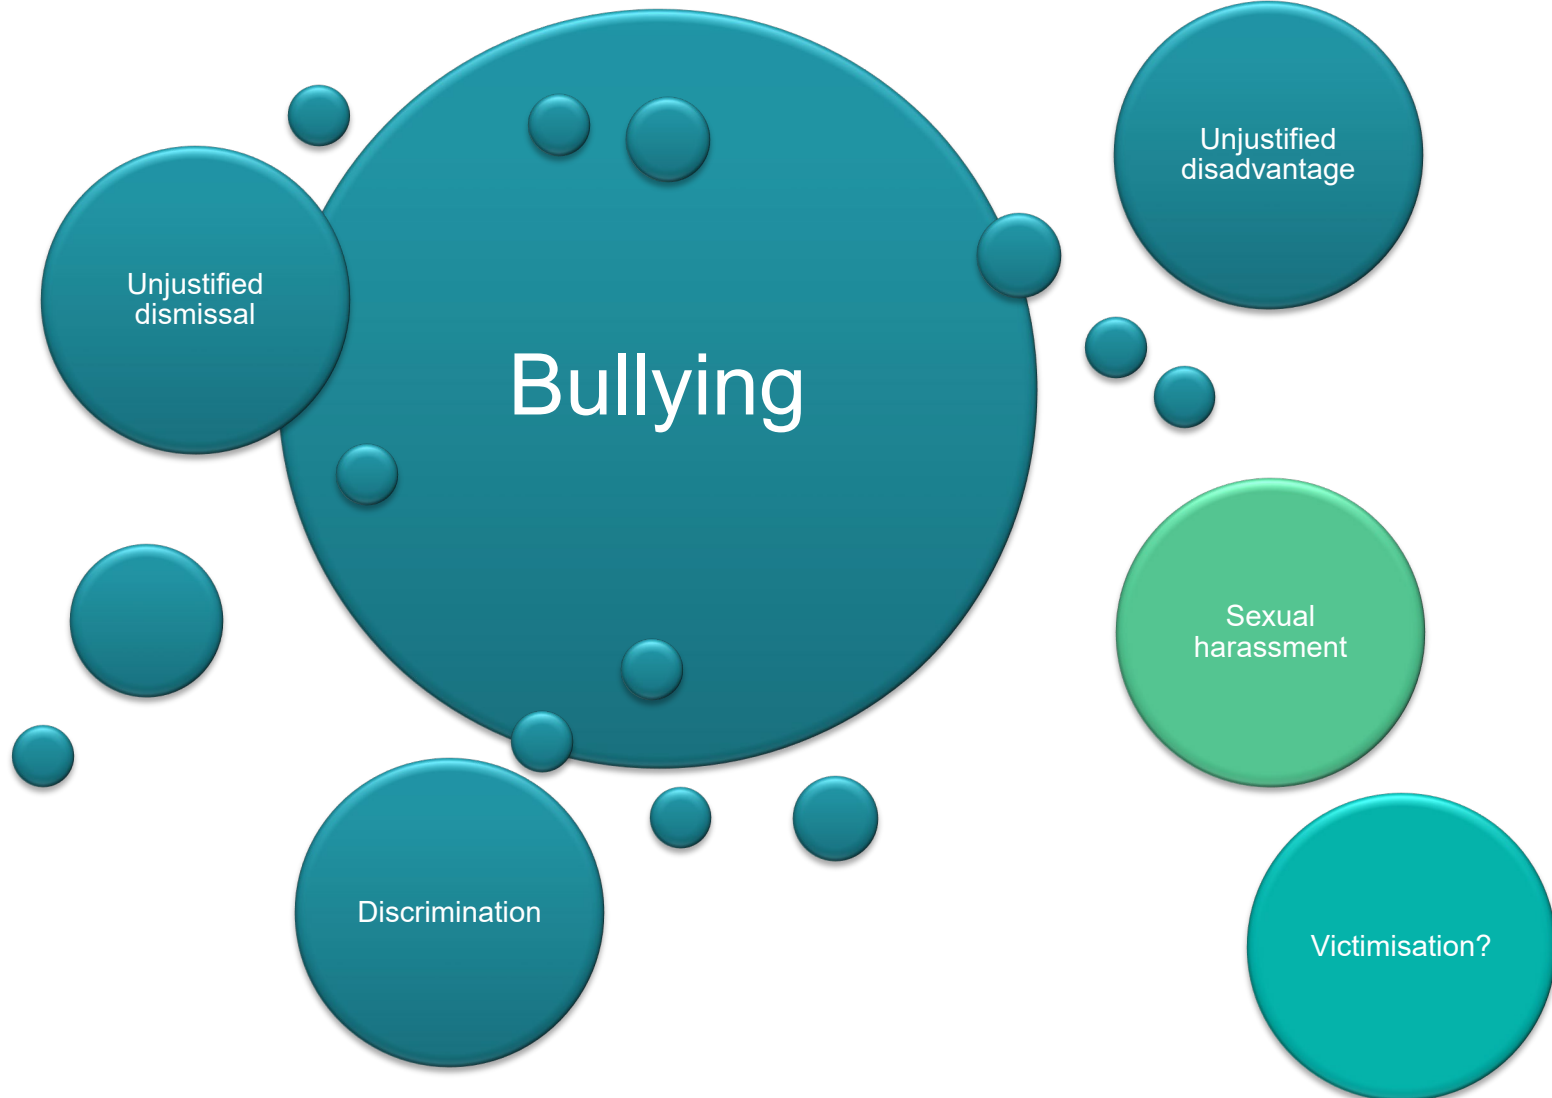 Unjustified
disadvantage
Unjustified
dismissal
Bullying
Sexual
harassment
Discrimination
Victimisation?